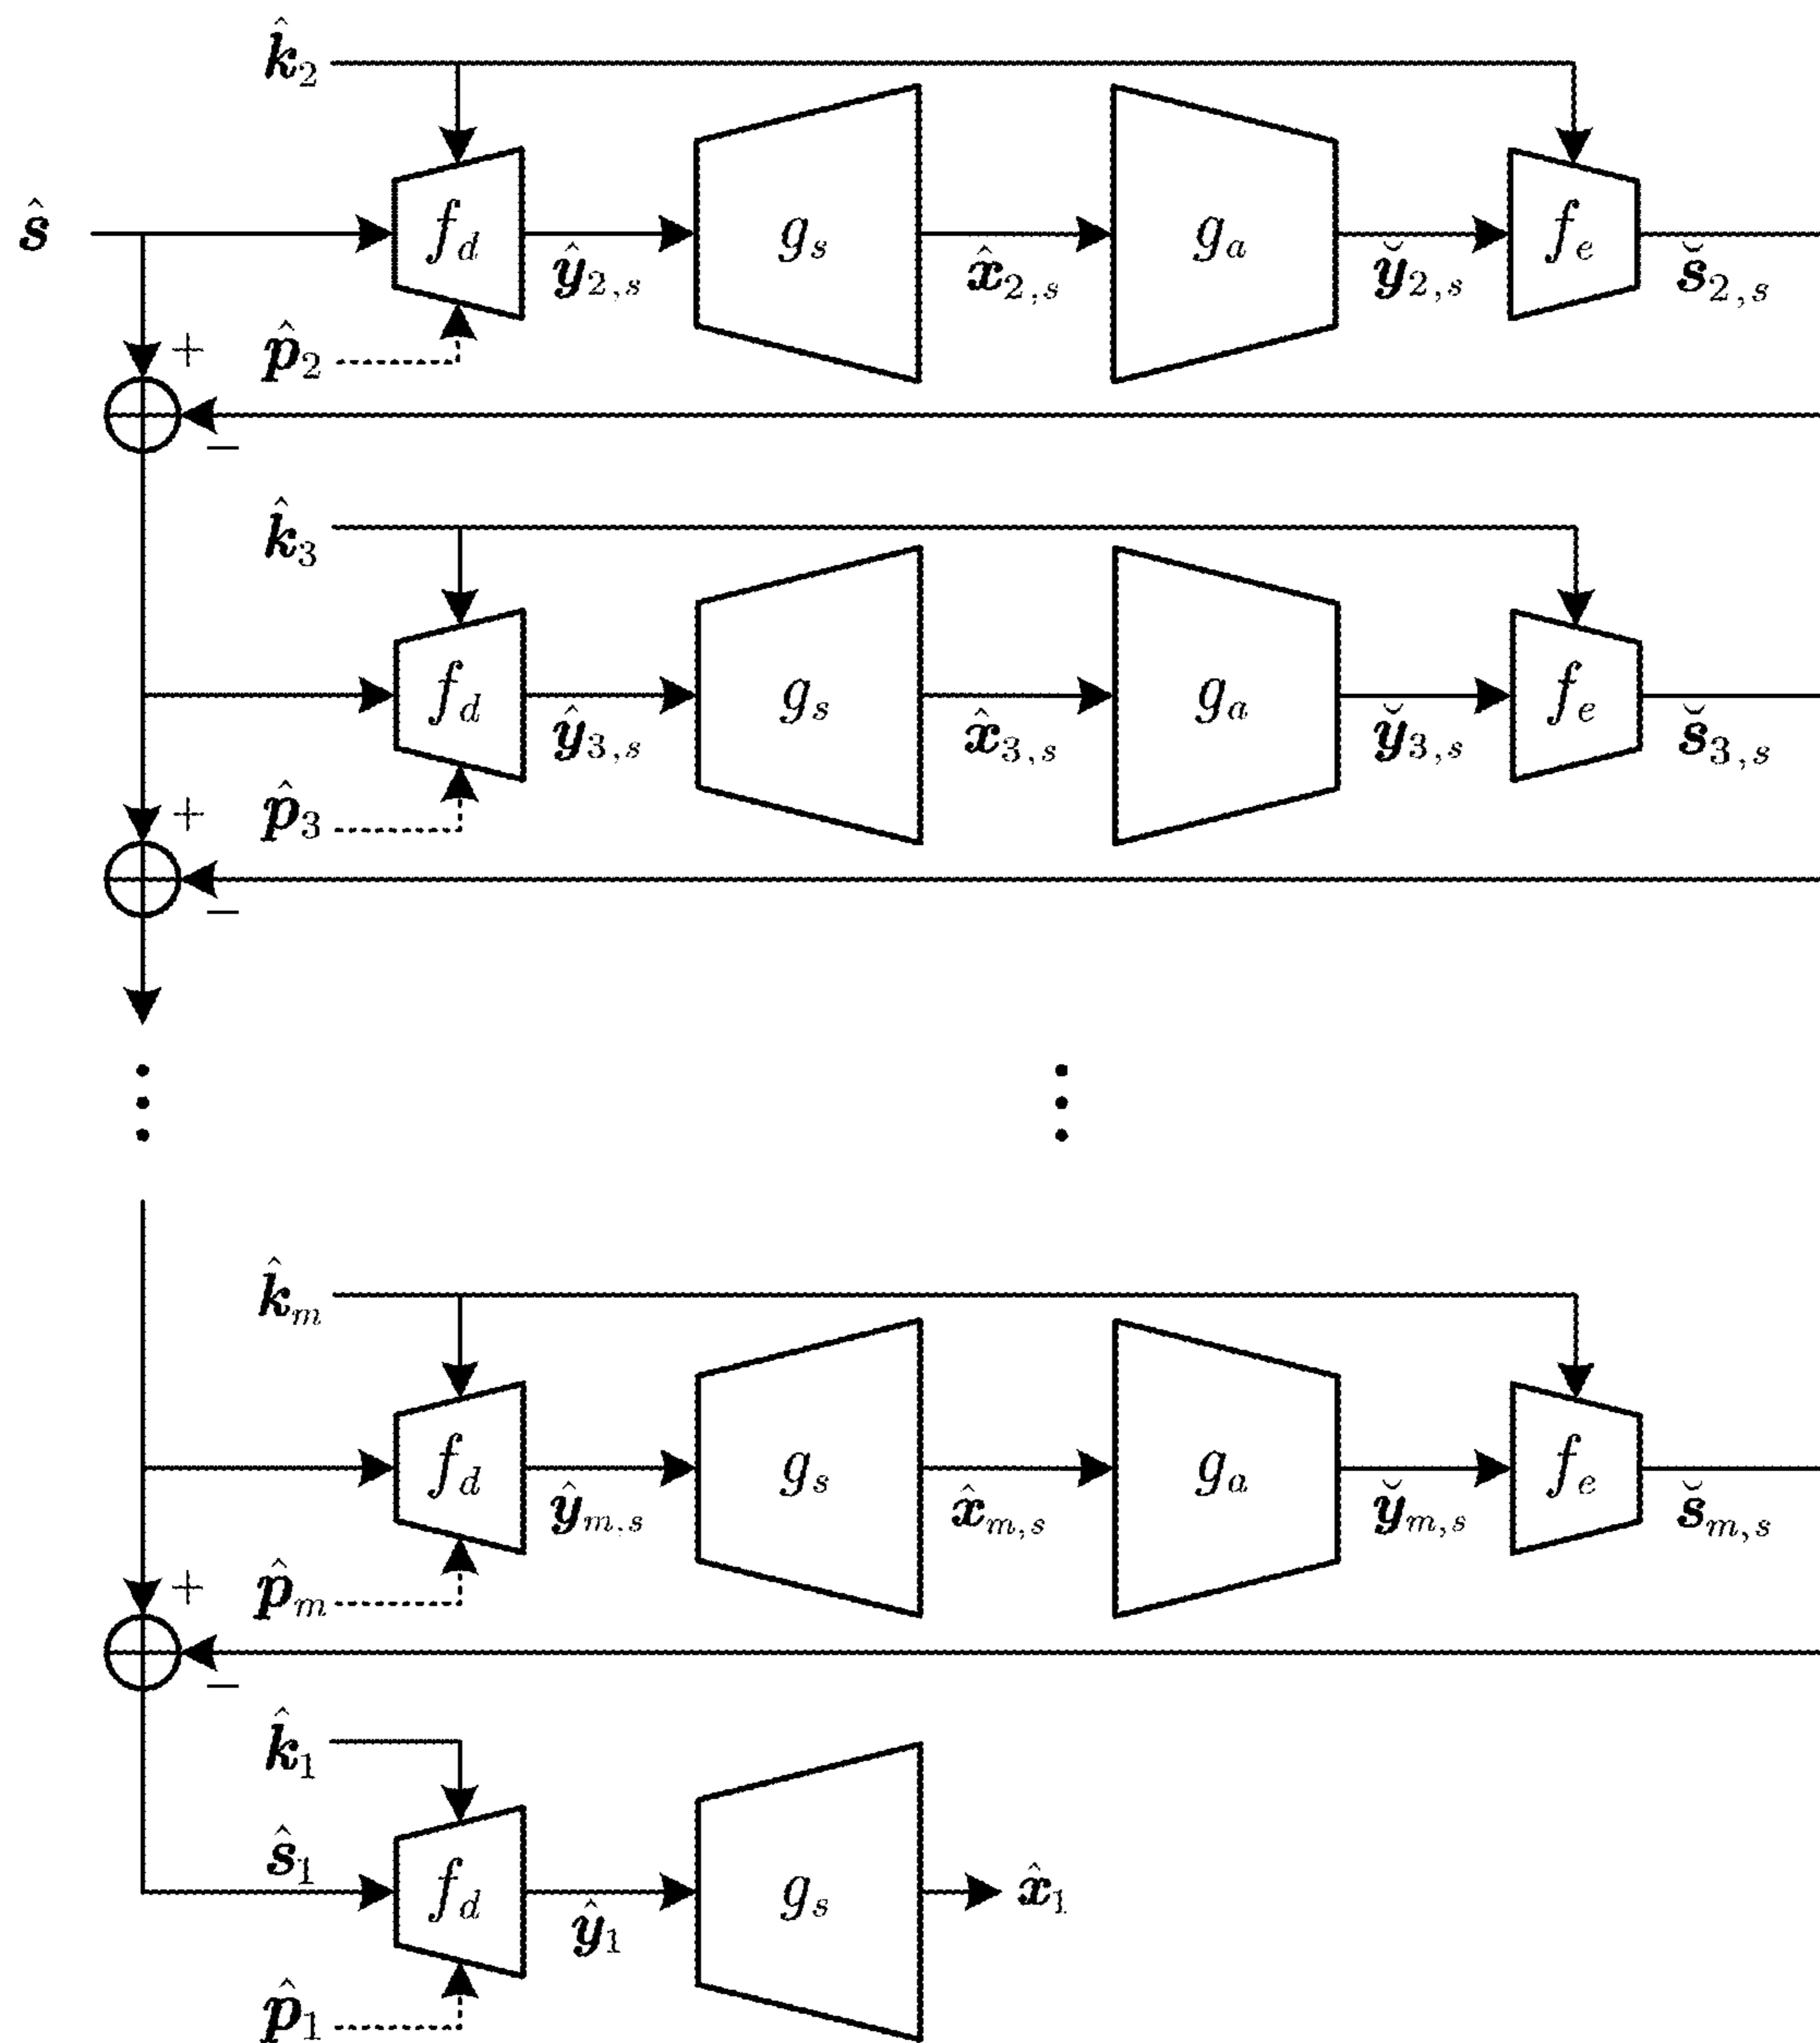 k̂₂
ŝ f_d ŷ₂,ₛ g_s x̂₂,ₛ g_a y̆₂,ₛ f_e s̆₂,ₛ
+ p̂₂
−
k̂₃
f_d ŷ₃,ₛ g_s x̂₃,ₛ g_a y̆₃,ₛ f_e s̆₃,ₛ
+ p̂₃
−
k̂ₘ
f_d ŷₘ,ₛ g_s x̂ₘ,ₛ g_a y̆ₘ,ₛ f_e s̆ₘ,ₛ
+ p̂ₘ
−
k̂₁
ŝ₁ f_d ŷ₁ g_s x̂₁
p̂₁